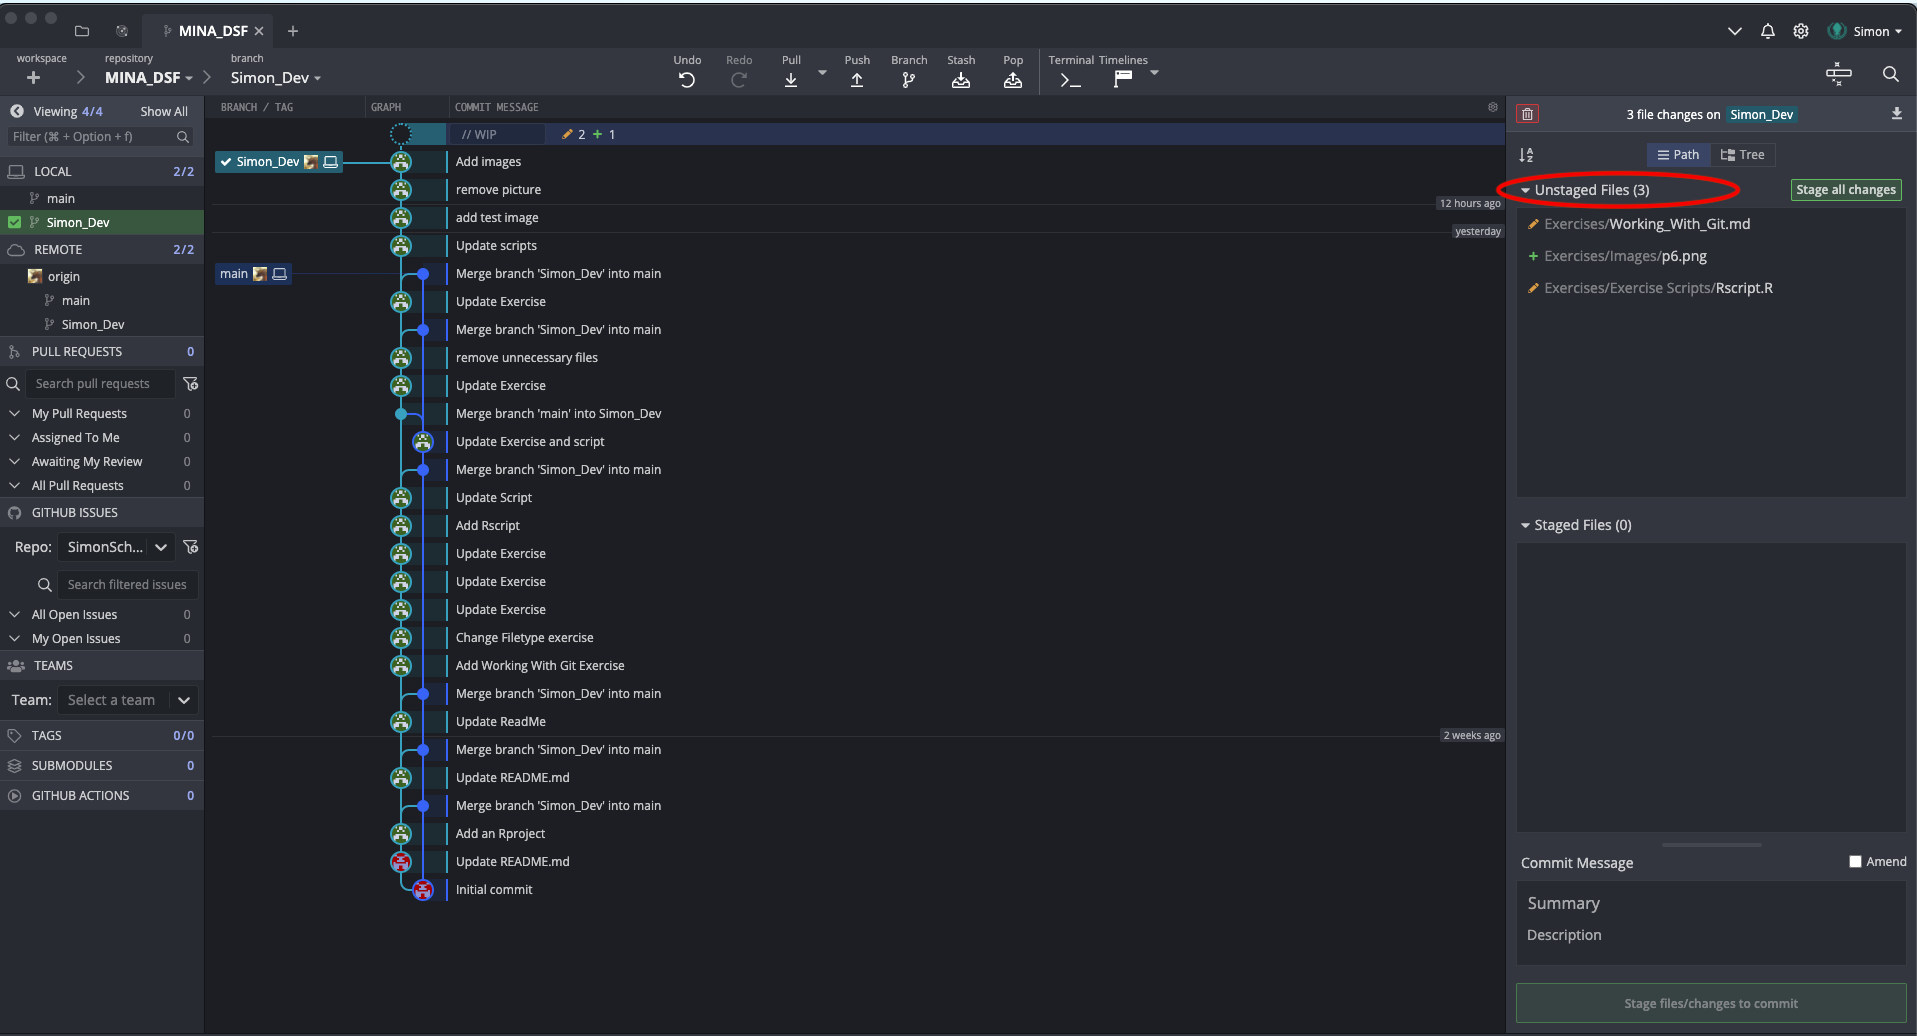 MINA_DSF
Simon
workspace
repository
MINA_DSF
branch
Simon_Dev
Undo
Redo
Pull
Push
Branch
Stash
Pop
Terminal
Timelines
Viewing 4/4 Show All
Filter (⌘ + Option + f)
LOCAL 2/2
main
Simon_Dev
REMOTE 2/2
origin
main
Simon_Dev
PULL REQUESTS 0
Search pull requests
My Pull Requests 0
Assigned To Me 0
Awaiting My Review 0
All Pull Requests 0
GITHUB ISSUES
Repo: SimonSch...
Search filtered issues
All Open Issues 0
My Open Issues 0
TEAMS
Team: Select a team
TAGS 0/0
SUBMODULES 0
GITHUB ACTIONS 0
BRANCH / TAG GRAPH COMMIT MESSAGE
// WIP 2 + 1
Simon_Dev Add images
remove picture
12 hours ago
add test image
yesterday
Update scripts
main Merge branch 'Simon_Dev' into main
Update Exercise
Merge branch 'Simon_Dev' into main
remove unnecessary files
Update Exercise
Merge branch 'main' into Simon_Dev
Update Exercise and script
Merge branch 'Simon_Dev' into main
Update Script
Add Rscript
Update Exercise
Update Exercise
Update Exercise
Change Filetype exercise
Add Working With Git Exercise
Merge branch 'Simon_Dev' into main
Update ReadMe
2 weeks ago
Merge branch 'Simon_Dev' into main
Update README.md
Merge branch 'Simon_Dev' into main
Add an Rproject
Update README.md
Initial commit
3 file changes on Simon_Dev
Path Tree
Unstaged Files (3) Stage all changes
Exercises/Working_With_Git.md
+ Exercises/Images/p6.png
Exercises/Exercise Scripts/Rscript.R
Staged Files (0)
Commit Message Amend
Summary
Description
Stage files/changes to commit